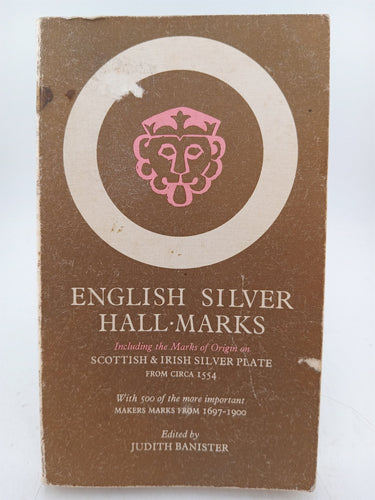 ENGLISH SILVER
HALL·MARKS
Including the Marks of Origin on
SCOTTISH & IRISH SILVER PLATE
FROM CIRCA 1554
With 500 of the more important
MAKERS MARKS FROM 1697-1900
Edited by
JUDITH BANISTER